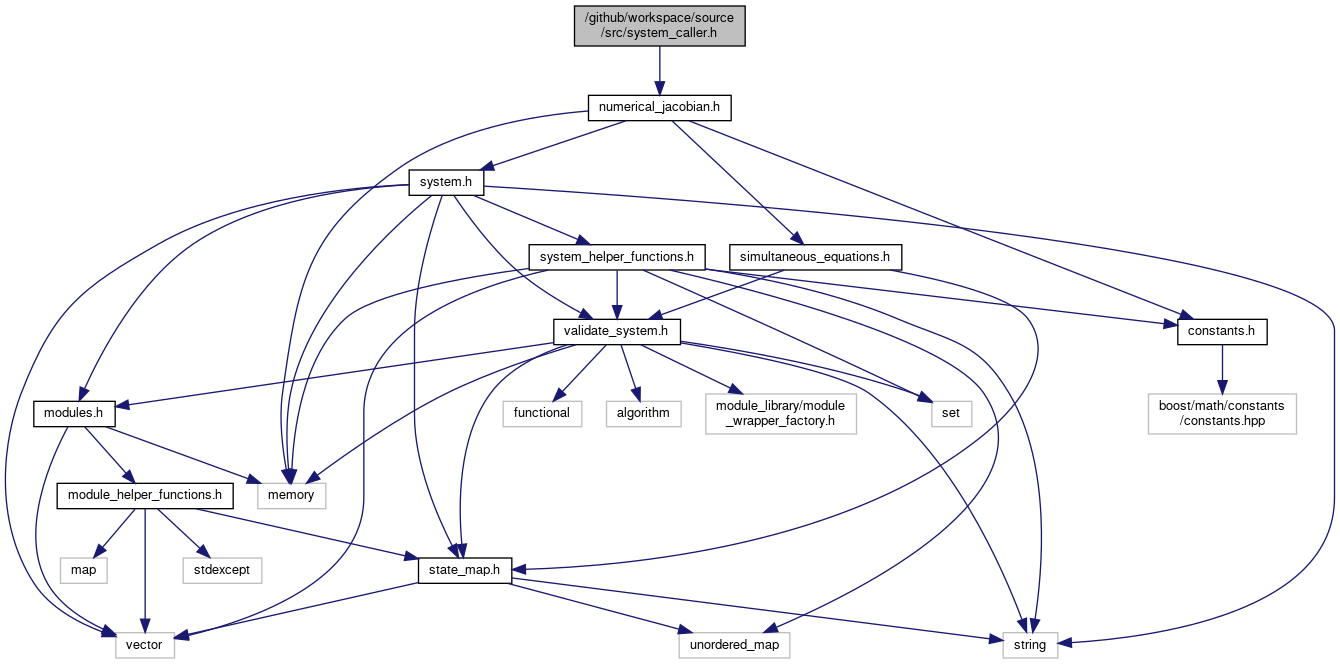 /github/workspace/source
/src/system_caller.h
numerical_jacobian.h
system.h
system_helper_functions.h
simultaneous_equations.h
validate_system.h
constants.h
modules.h
functional
algorithm
module_library/module
_wrapper_factory.h
set
boost/math/constants
/constants.hpp
module_helper_functions.h
memory
map
stdexcept
state_map.h
vector
unordered_map
string